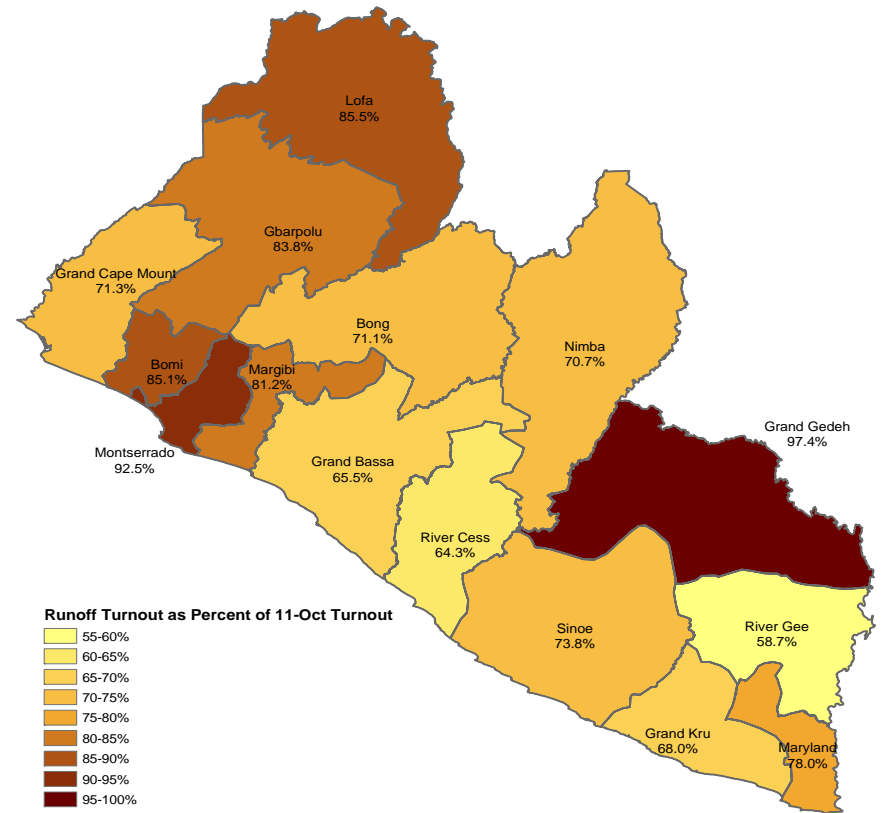 Lofa
85.5%
Gbarpolu
83.8%
Grand Cape Mount
71.3%
Bong
71.1%
Nimba
70.7%
Bomi
85.1%
Margibi
81.2%
Grand Gedeh
97.4%
Montserrado
92.5%
Grand Bassa
65.5%
River Cess
64.3%
Sinoe
73.8%
River Gee
58.7%
Grand Kru
68.0%
Maryland
78.0%
Runoff Turnout as Percent of 11-Oct Turnout
55-60%
60-65%
65-70%
70-75%
75-80%
80-85%
85-90%
90-95%
95-100%